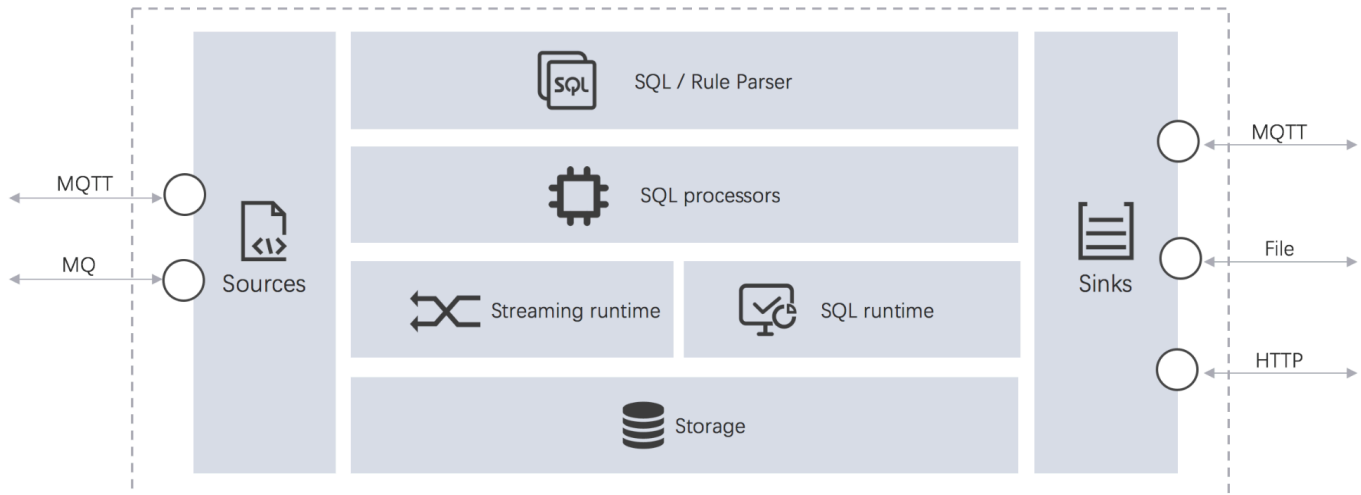 SQL
SQL / Rule Parser
MQTT
MQTT
SQL processors
MQ
Sources
Sinks
File
Streaming runtime
SQL runtime
HTTP
Storage